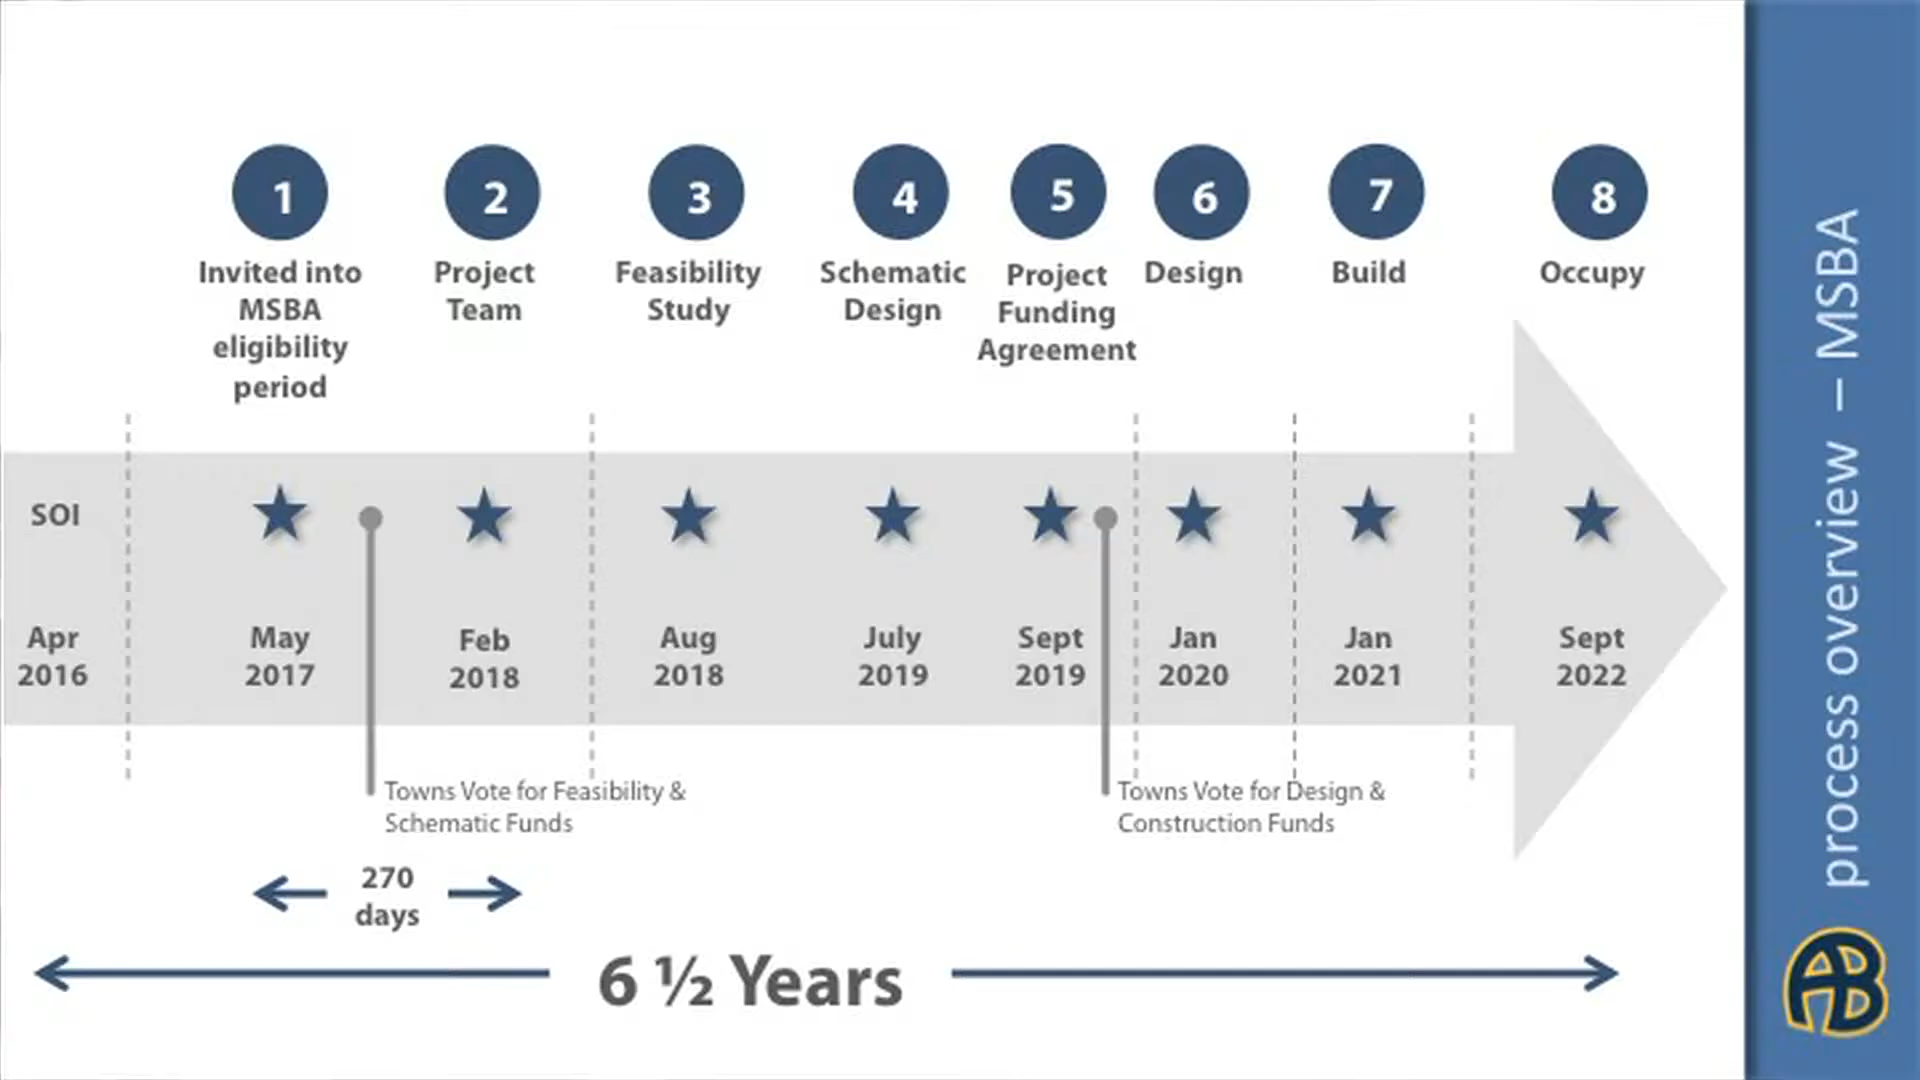 1
2
3
4
5
6
7
8
Invited into
MSBA
eligibility
period
Project
Team
Feasibility
Study
Schematic
Design
Project
Funding
Agreement
Design
Build
Occupy
SOI
Apr
2016
May
2017
Feb
2018
Aug
2018
July
2019
Sept
2019
Jan
2020
Jan
2021
Sept
2022
Towns Vote for Feasibility &
Schematic Funds
Towns Vote for Design &
Construction Funds
270
days
6 ½ Years
process overview – MSBA
AB